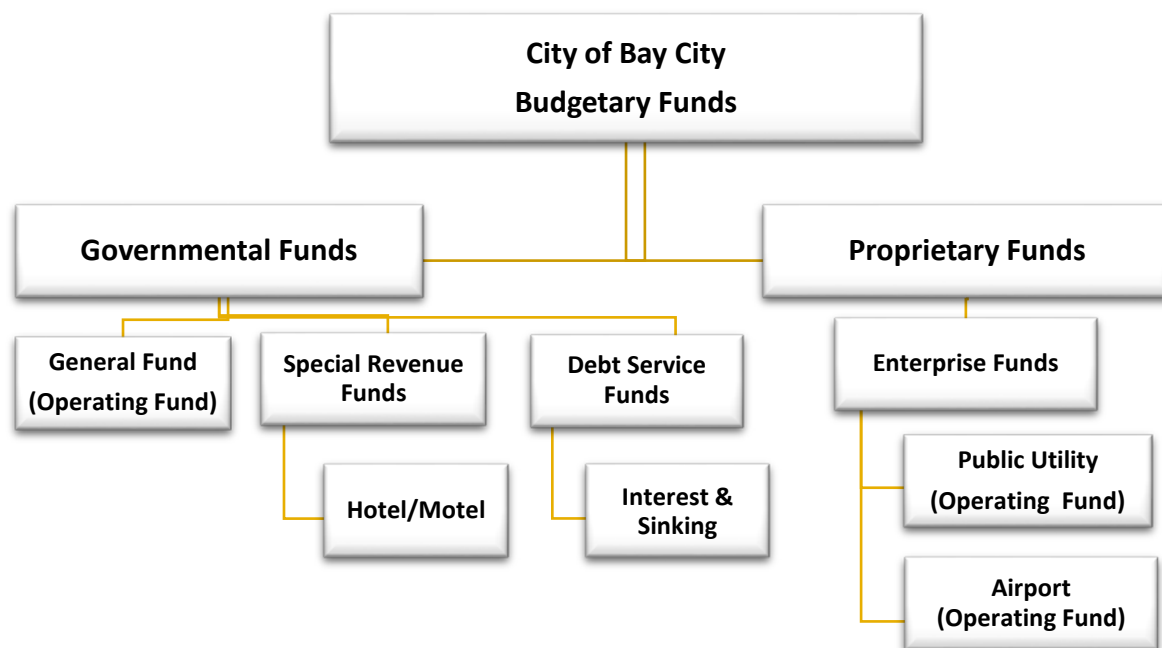 City of Bay City
Budgetary Funds
Governmental Funds
Proprietary Funds
General Fund
(Operating Fund)
Special Revenue
Funds
Debt Service
Funds
Enterprise Funds
Hotel/Motel
Interest &
Sinking
Public Utility
(Operating Fund)
Airport
(Operating Fund)